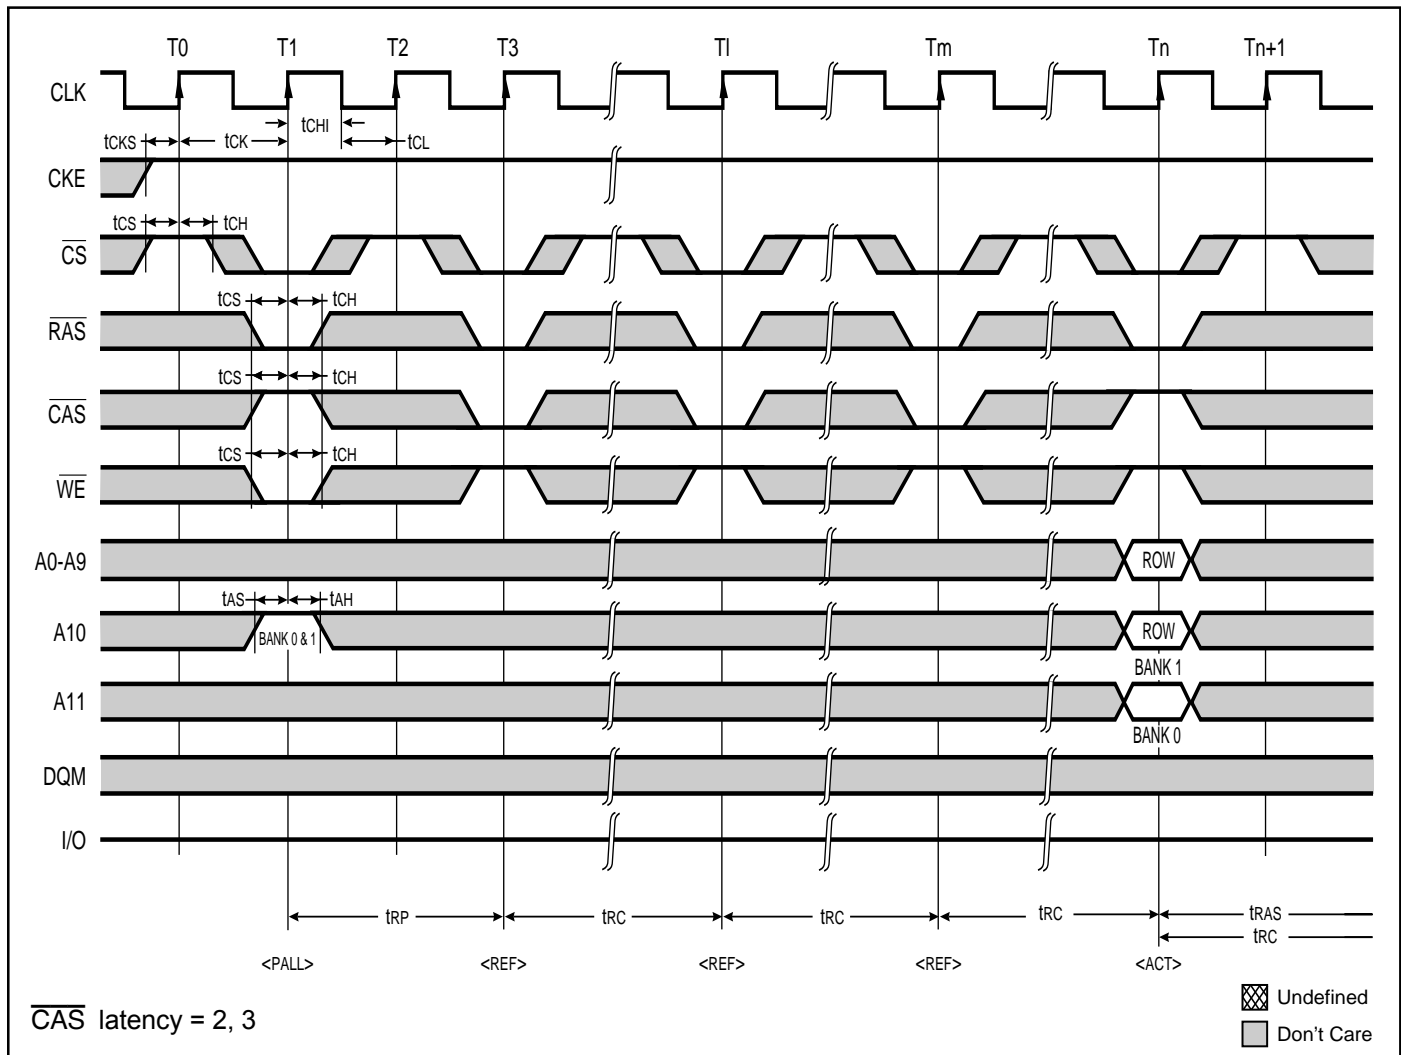 T0 T1 T2 T3 Tl Tm Tn Tn+1
CLK
tCHI
tCKS tCK tCL
CKE
tCS tCH
CS
tCS tCH
RAS
tCS tCH
CAS
tCS tCH
WE
A0-A9 ROW
tAS tAH
A10 BANK 0 & 1 ROW
BANK 1
A11
BANK 0
DQM
I/O
tRP tRC tRC tRC tRAS
tRC
<PALL> <REF> <REF> <REF> <ACT>
Undefined
CAS latency = 2, 3
Don't Care